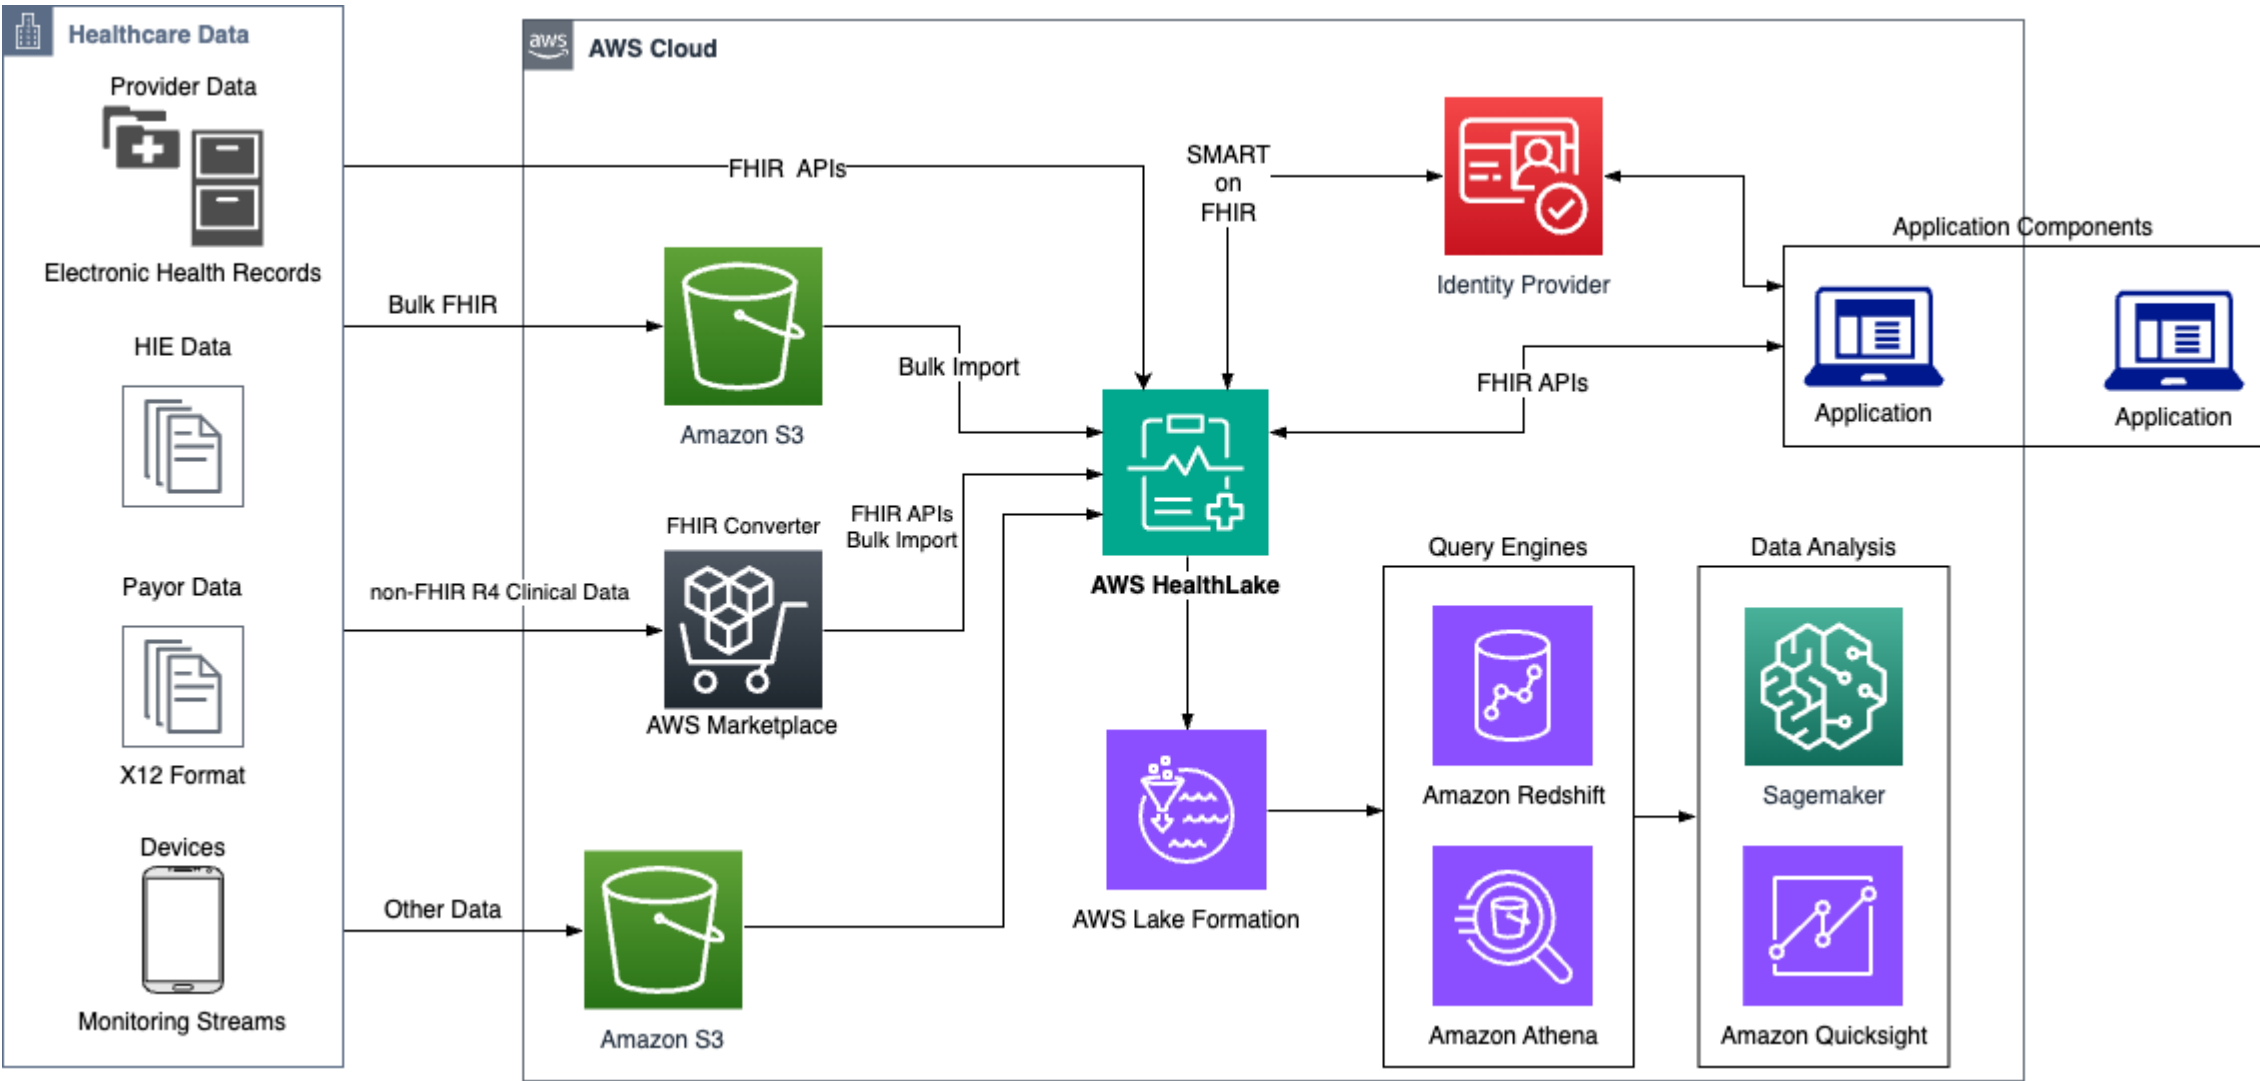 Healthcare Data
Provider Data
Electronic Health Records
HIE Data
Payor Data
X12 Format
Devices
Monitoring Streams
aws
AWS Cloud
FHIR APIs
Bulk FHIR
Amazon S3
Bulk Import
non-FHIR R4 Clinical Data
FHIR Converter
AWS Marketplace
FHIR APIs
Bulk Import
Other Data
Amazon S3
SMART
on
FHIR
Identity Provider
Application Components
Application
Application
FHIR APIs
AWS HealthLake
AWS Lake Formation
Query Engines
Amazon Redshift
Amazon Athena
Data Analysis
Sagemaker
Amazon Quicksight